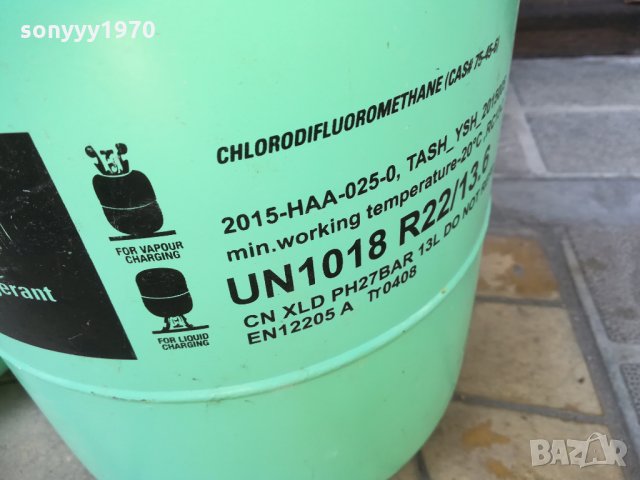 sonyyy1970
CHLORODIFLUOROMETHANE (CAS# 75-45-6)
2015-HAA-025-0, TASH_YSH_
min.working temperature-20°C,
UN1018 R22/13.6
CN XLD PH27BAR 13L DO NOT
EN12205 A π0408
FOR VAPOUR
CHARGING
FOR LIQUID
CHARGING
erant
BAZAR